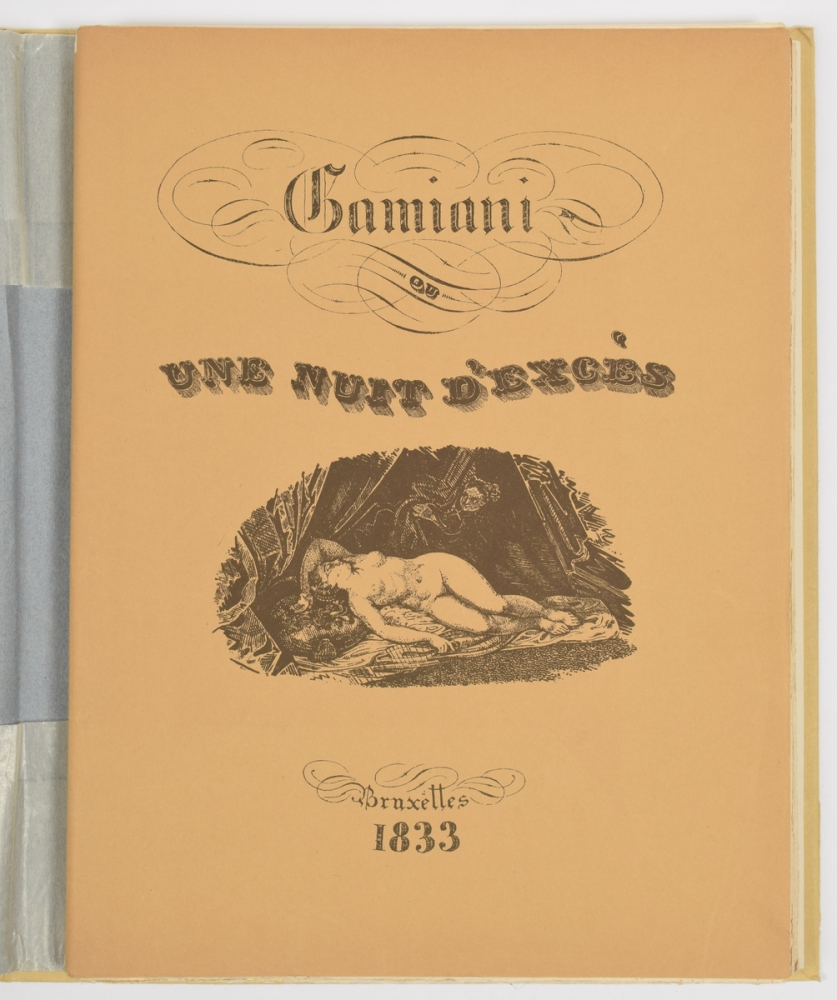 Gamiani
OU
UNE NUIT D'EXCÈS
Bruxelles
1833